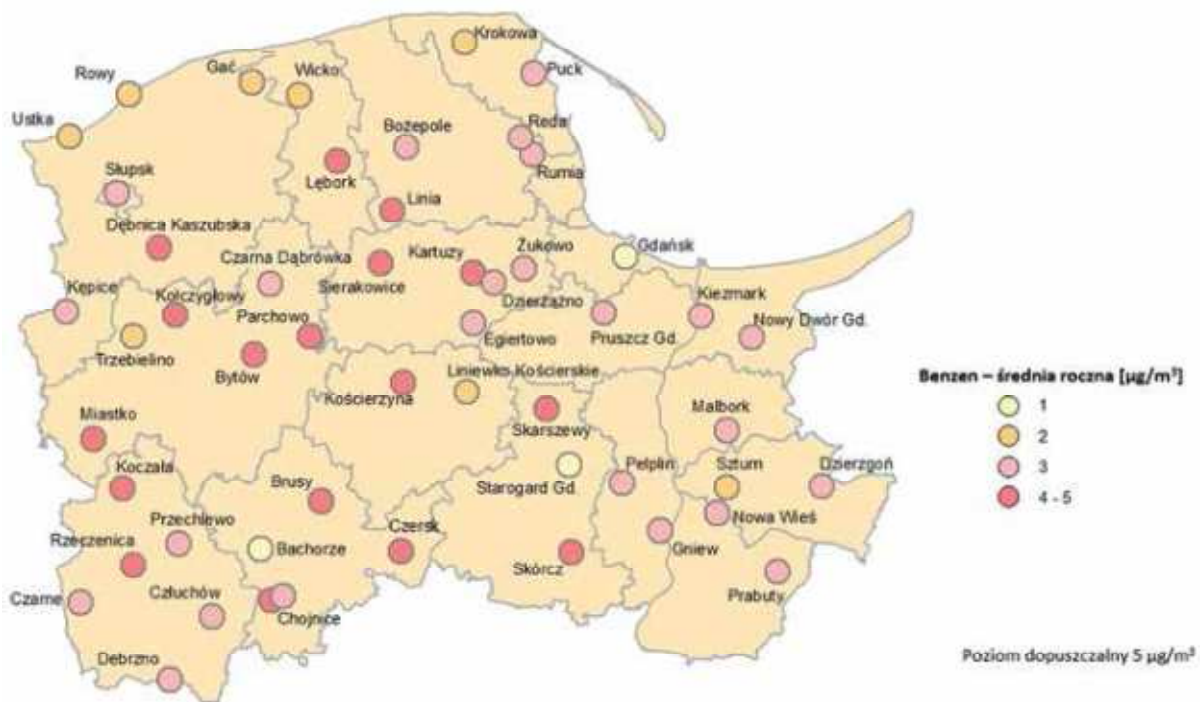 Krokowa
Gać
Wicko
Puck
Rowy
Ustka
Bożepole
Reda
Słupsk
Rumia
Lębork
Linia
Dębnica Kaszubska
Żukowo
Gdańsk
Czarna Dąbrówka
Kartuzy
Kępice
Kołczygłowy
Sierakowice
Dzierżążno
Kiezmark
Parchowo
Nowy Dwór Gd.
Egiertowo
Pruszcz Gd.
Trzebielino
Bytów
Liniewko Kościerskie
Kościerzyna
Benzen – średnia roczna [µg/m³]
1
2
3
4 - 5
Miastko
Malbork
Skarszewy
Koczała
Pelplin
Sztum
Dzierzgoń
Brusy
Starogard Gd.
Przechlewo
Nowa Wieś
Rzeczenica
Czersk
Bachorze
Gniew
Skórcz
Człuchów
Czarne
Prabuty
Chojnice
Debrzno
Poziom dopuszczalny 5 µg/m³